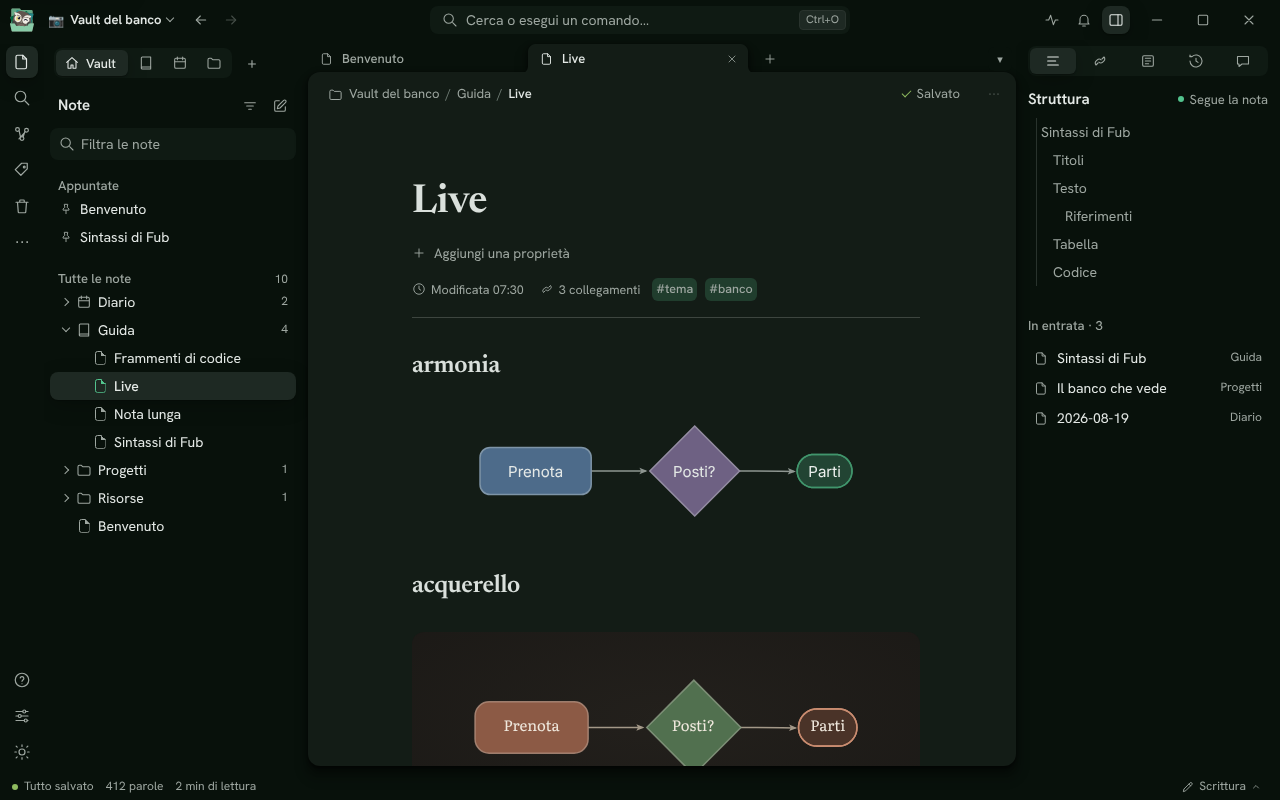 Vault del banco
Cerca o esegui un comando...
Ctrl+O
Vault
Benvenuto
Live
Note
Filtra le note
Appuntate
Benvenuto
Sintassi di Fub
Tutte le note 10
Diario 2
Guida 4
Frammenti di codice
Live
Nota lunga
Sintassi di Fub
Progetti 1
Risorse 1
Benvenuto
Vault del banco / Guida / Live
Salvato
Live
Aggiungi una proprietà
Modificata 07:30
3 collegamenti
#tema
#banco
armonia
Prenota
Posti?
Parti
acquerello
Prenota
Posti?
Parti
Struttura
Segue la nota
Sintassi di Fub
Titoli
Testo
Riferimenti
Tabella
Codice
In entrata · 3
Sintassi di Fub Guida
Il banco che vede Progetti
2026-08-19 Diario
Tutto salvato
412 parole
2 min di lettura
Scrittura